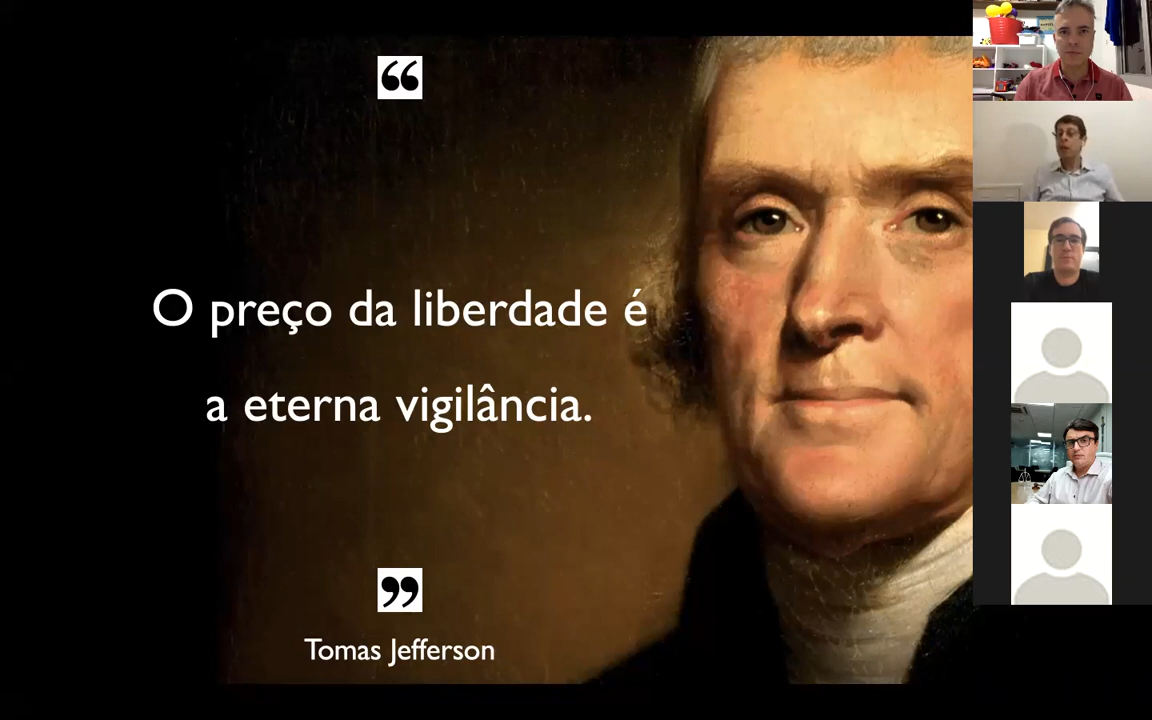 “
O preço da liberdade é
a eterna vigilância.
”
Tomas Jefferson